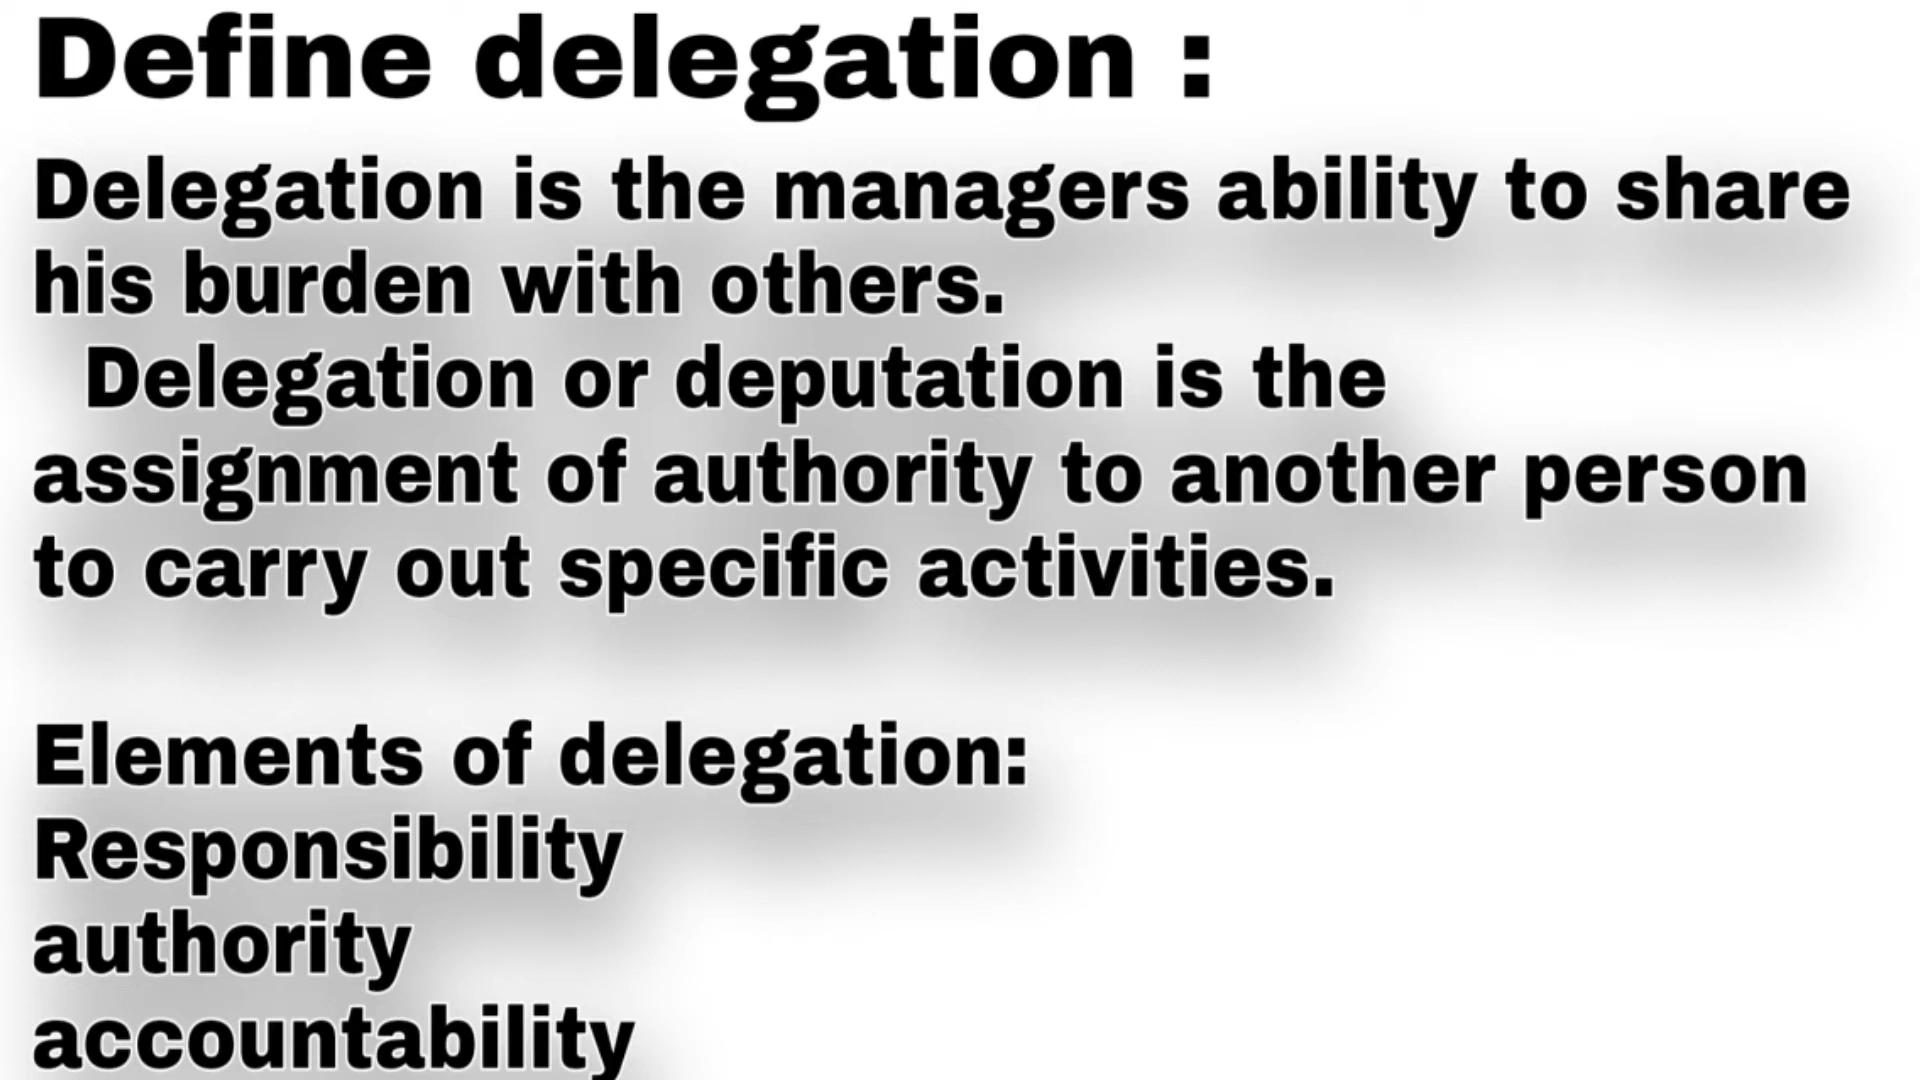 Define delegation :
Delegation is the managers ability to share
his burden with others.
Delegation or deputation is the
assignment of authority to another person
to carry out specific activities.
Elements of delegation:
Responsibility
authority
accountability